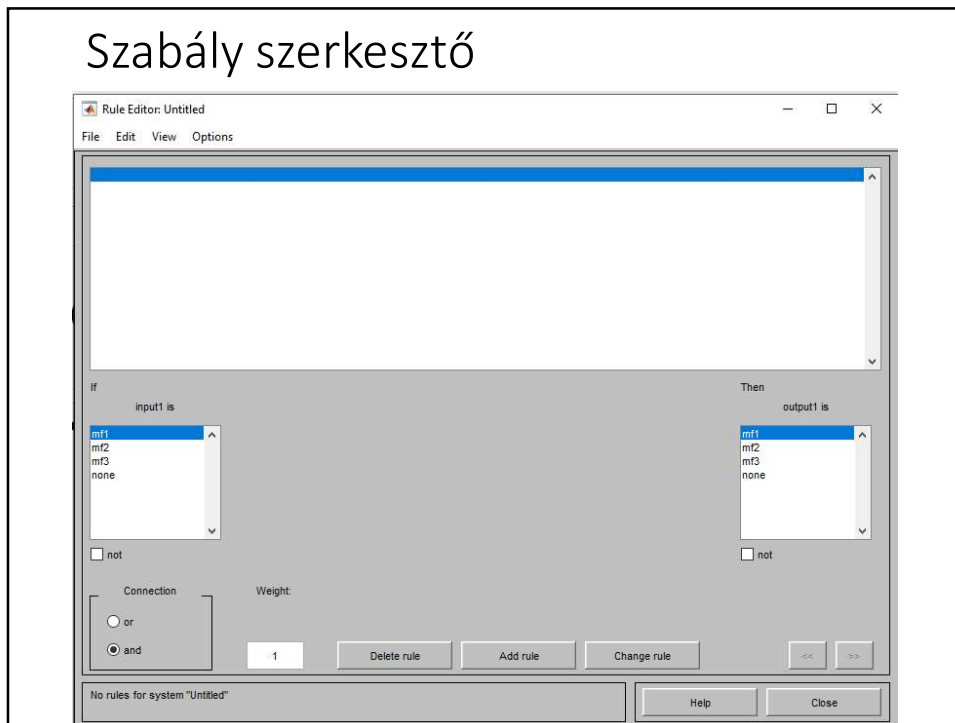 Szabály szerkesztő
Rule Editor: Untitled
File Edit View Options
If
Then
input1 is
output1 is
mf1
mf2
mf3
none
mf1
mf2
mf3
none
not
not
Connection
Weight:
or
and
1
Delete rule
Add rule
Change rule
<<
>>
No rules for system "Untitled"
Help
Close